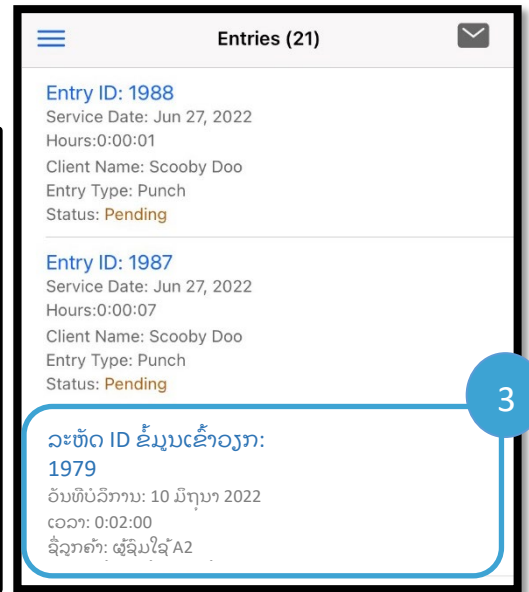 Entries (21)
Entry ID: 1988
Service Date: Jun 27, 2022
Hours:0:00:01
Client Name: Scooby Doo
Entry Type: Punch
Status: Pending
Entry ID: 1987
Service Date: Jun 27, 2022
Hours:0:00:07
Client Name: Scooby Doo
Entry Type: Punch
Status: Pending
3
ລະຫັດ ID ຂໍ້ມູນເຂົ້າວຽກ:
1979
ວັນທີບໍລິການ: 10 ມິຖຸນາ 2022
ເວລາ: 0:02:00
ຊື່ລູກຄ້າ: ຜູ້ຊົມໃຊ້ A2